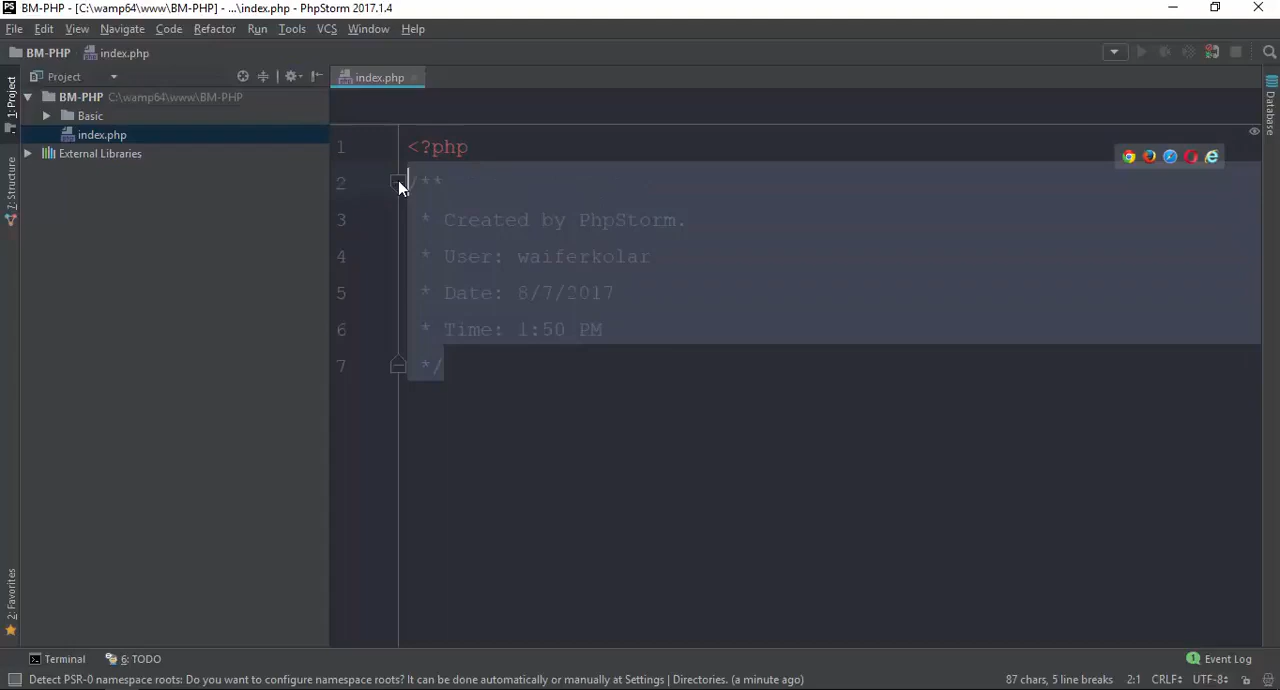 BM-PHP - [C:\wamp64\www\BM-PHP] - ...\index.php - PhpStorm 2017.1.4
File Edit View Navigate Code Refactor Run Tools VCS Window Help
BM-PHP index.php
Project
index.php
BM-PHP C:\wamp64\www\BM-PHP
Basic
index.php
External Libraries
1: Project
7: Structure
2: Favorites
Database
1 <?php
2 /**
3 * Created by PhpStorm.
4 * User: waiferkolar
5 * Date: 8/7/2017
6 * Time: 1:50 PM
7 */
Terminal 6: TODO 1 Event Log
Detect PSR-0 namespace roots: Do you want to configure namespace roots? It can be done automatically or manually at Settings | Directories. (a minute ago) 87 chars, 5 line breaks 2:1 CRLF UTF-8